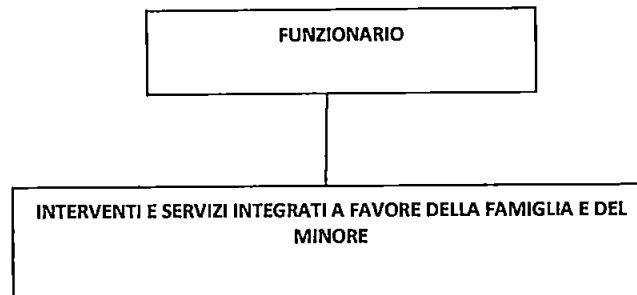 FUNZIONARIO
INTERVENTI E SERVIZI INTEGRATI A FAVORE DELLA FAMIGLIA E DEL
MINORE